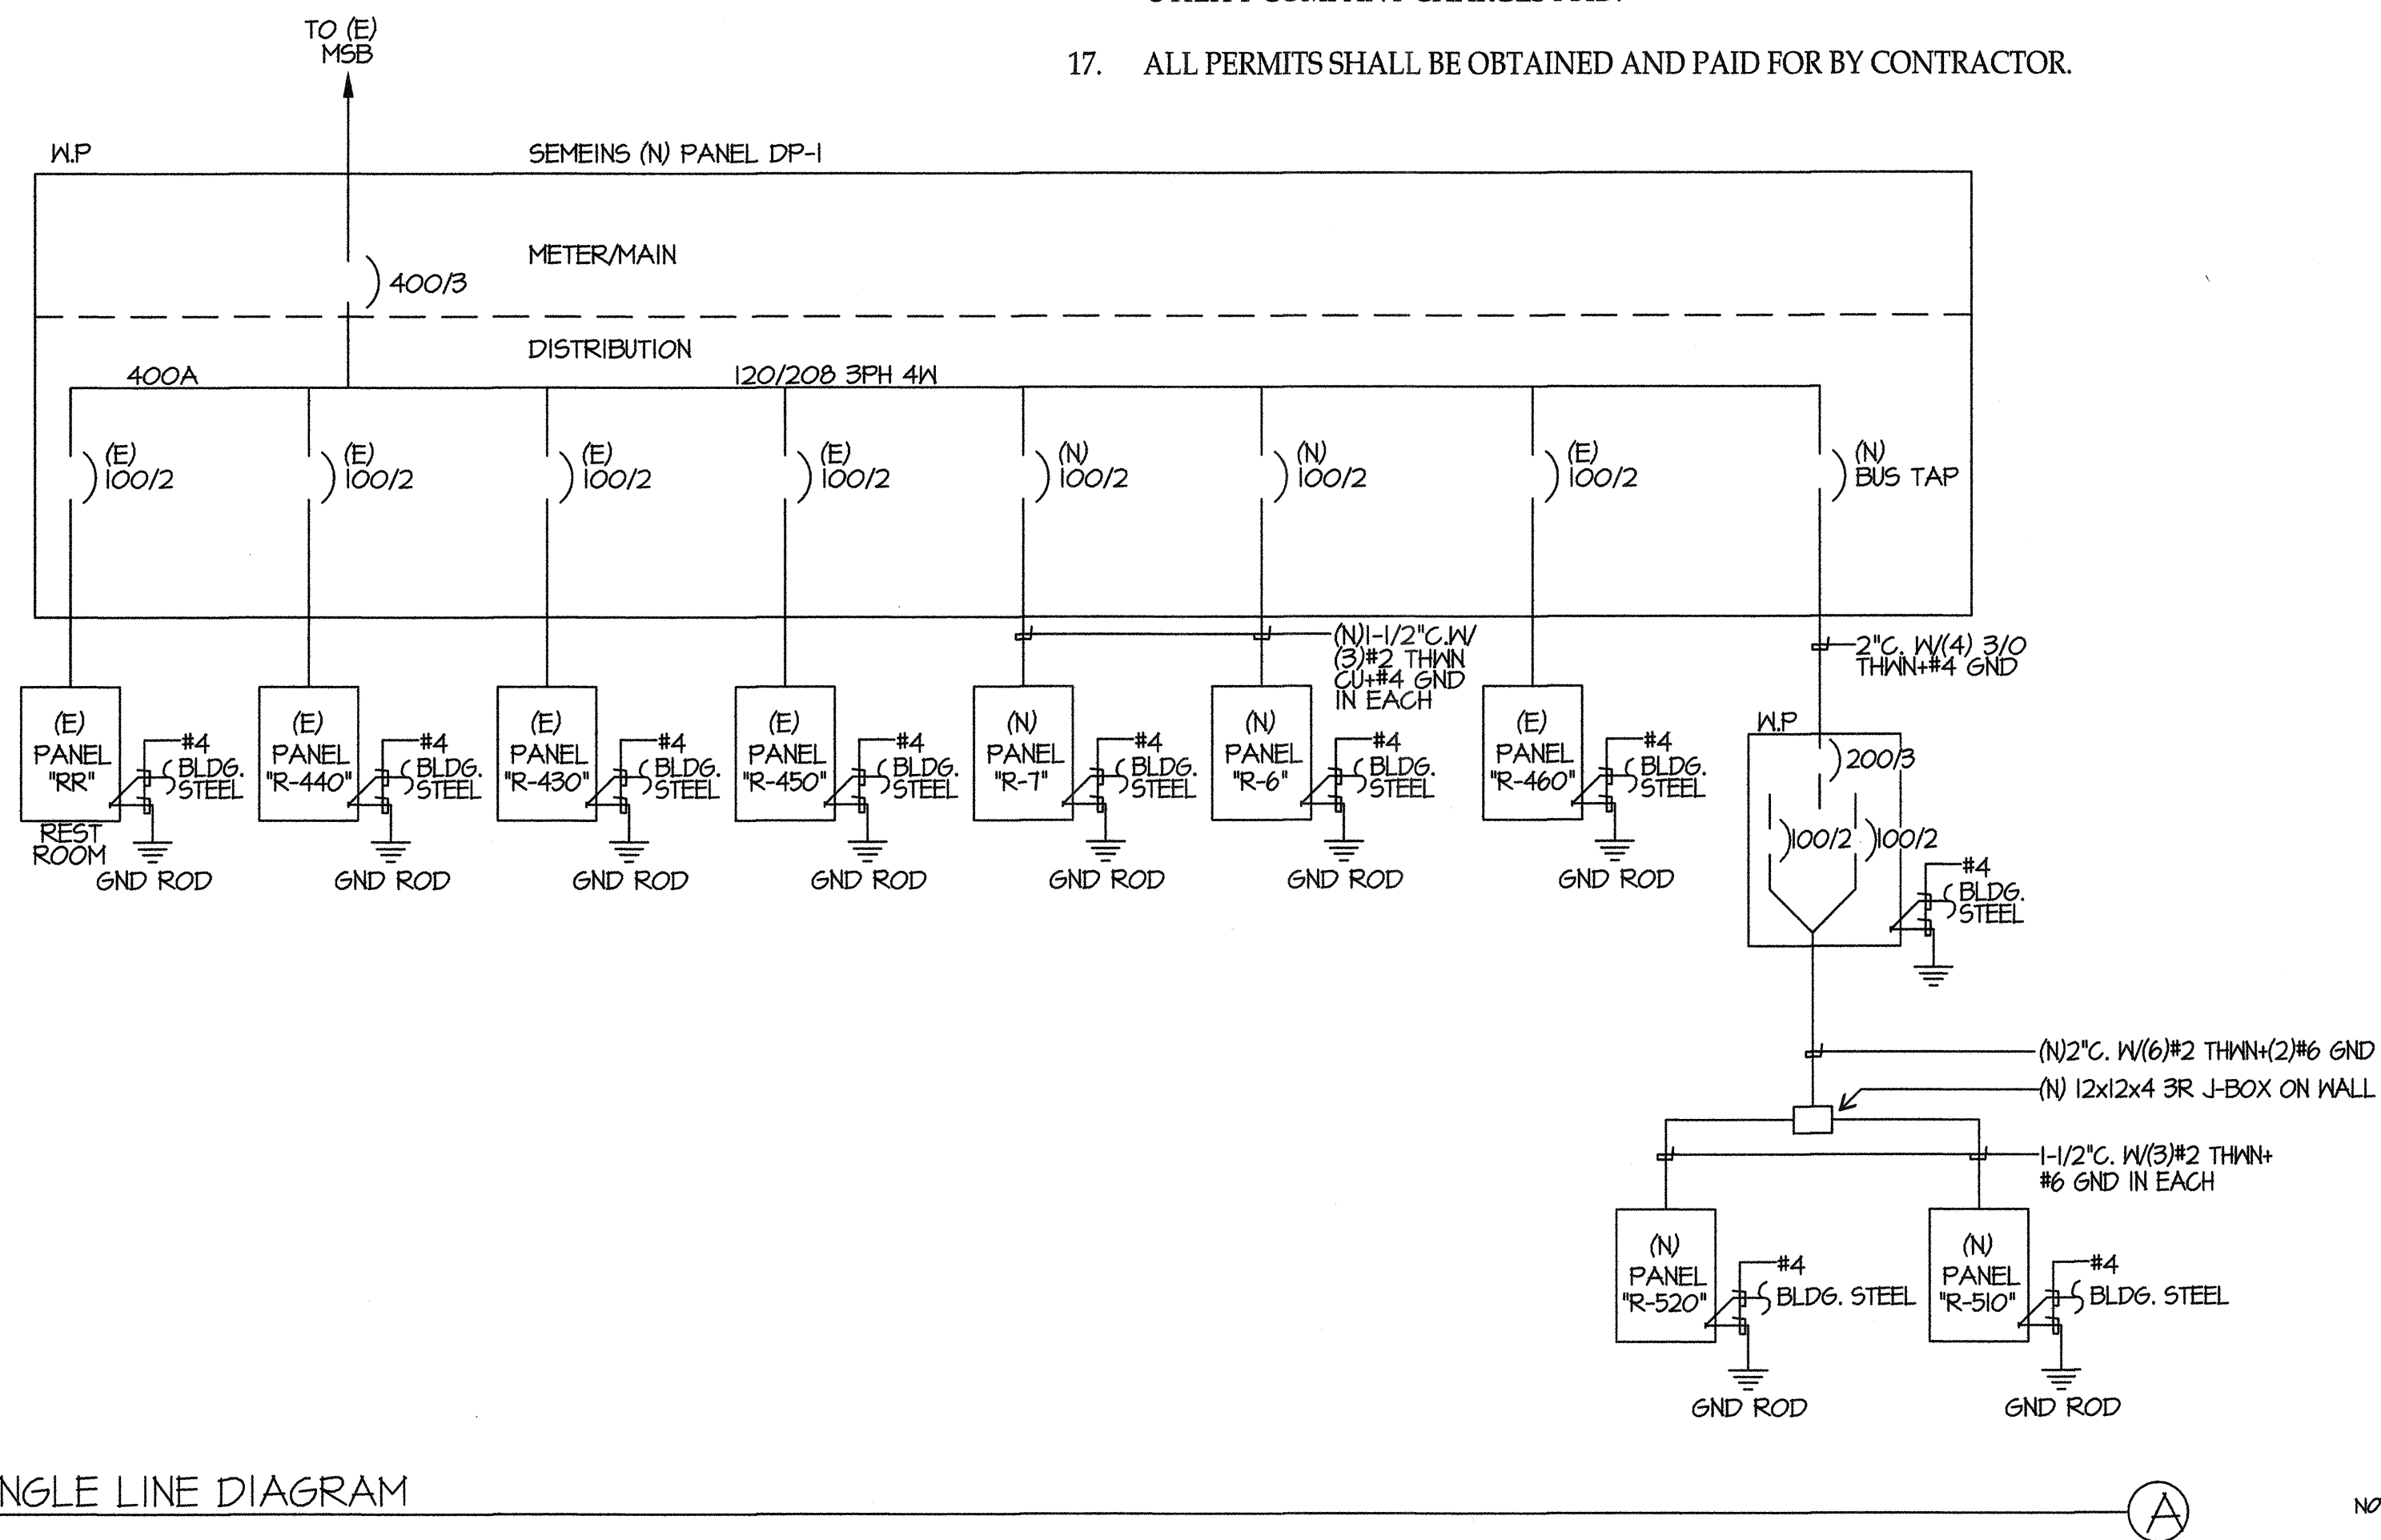 17. ALL PERMITS SHALL BE OBTAINED AND PAID FOR BY CONTRACTOR.
TO (E)
MSB
W.P
SEMEINS (N) PANEL DP-1
METER/MAIN
400/3
DISTRIBUTION
400A
120/208 3PH 4W
(E)
100/2
(E)
100/2
(E)
100/2
(E)
100/2
(N)
100/2
(N)
100/2
(E)
100/2
(N)
BUS TAP
(N)1-1/2"C.W/
(3)#2 THWN
CU+#4 GND
IN EACH
2"C. W/(4) 3/0
THWN+#4 GND
(E)
PANEL
"RR"
REST
ROOM
#4
BLDG.
STEEL
GND ROD
(E)
PANEL
"R-440"
#4
BLDG.
STEEL
GND ROD
(E)
PANEL
"R-430"
#4
BLDG.
STEEL
GND ROD
(E)
PANEL
"R-450"
#4
BLDG.
STEEL
GND ROD
(N)
PANEL
"R-7"
#4
BLDG.
STEEL
GND ROD
(N)
PANEL
"R-6"
#4
BLDG.
STEEL
GND ROD
(E)
PANEL
"R-460"
#4
BLDG.
STEEL
GND ROD
W.P
200/3
100/2
100/2
#4
BLDG.
STEEL
(N)2"C. W/(6)#2 THWN+(2)#6 GND
(N) 12x12x4 3R J-BOX ON WALL
1-1/2"C. W/(3)#2 THWN+
#6 GND IN EACH
(N)
PANEL
"R-520"
#4
BLDG. STEEL
GND ROD
(N)
PANEL
"R-510"
#4
BLDG. STEEL
GND ROD
NGLE LINE DIAGRAM
A
NO